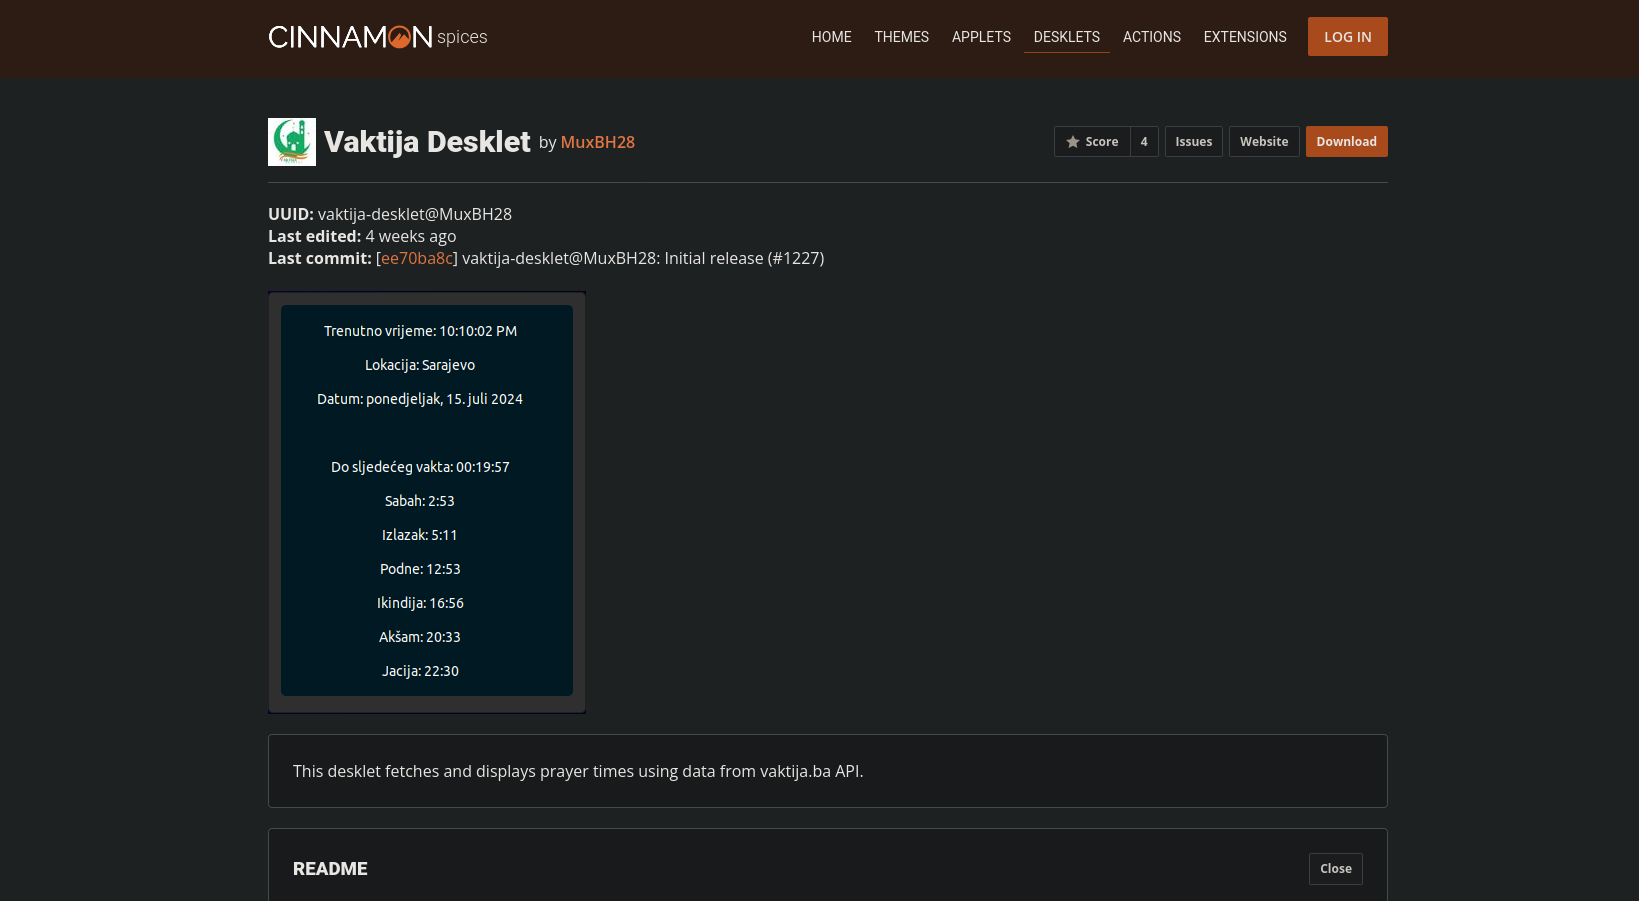 CINNAMON spices
HOME THEMES APPLETS DESKLETS ACTIONS EXTENSIONS LOG IN
Vaktija Desklet by MuxBH28
Score 4 Issues Website Download
UUID: vaktija-desklet@MuxBH28
Last edited: 4 weeks ago
Last commit: [ee70ba8c] vaktija-desklet@MuxBH28: Initial release (#1227)
Trenutno vrijeme: 10:10:02 PM
Lokacija: Sarajevo
Datum: ponedjeljak, 15. juli 2024
Do sljedećeg vakta: 00:19:57
Sabah: 2:53
Izlazak: 5:11
Podne: 12:53
Ikindija: 16:56
Akšam: 20:33
Jacija: 22:30
This desklet fetches and displays prayer times using data from vaktija.ba API.
README
Close